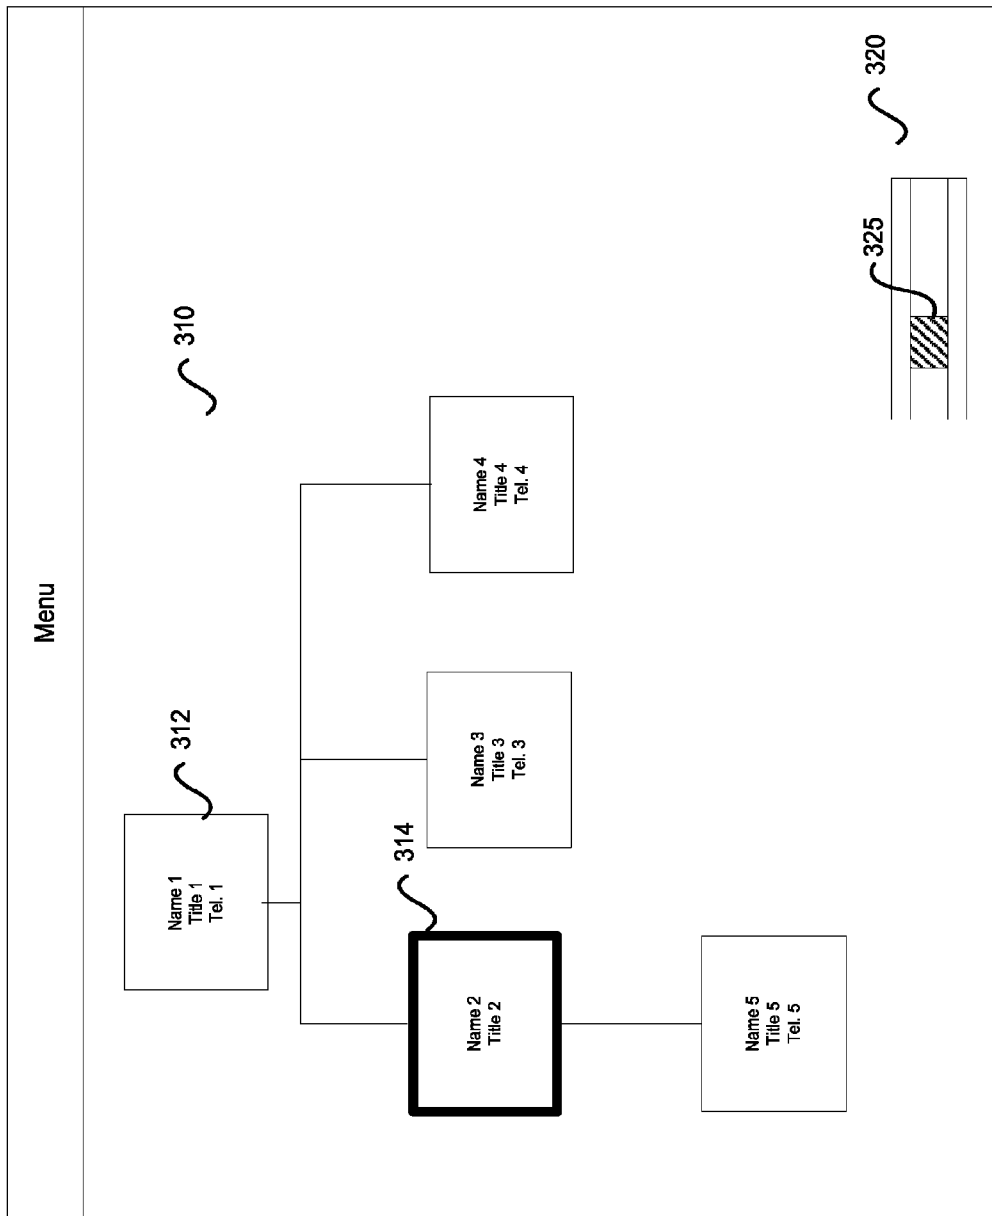 Menu
310
312
Name 1
Title 1
Tel. 1
314
Name 2
Title 2
Name 3
Title 3
Tel. 3
Name 4
Title 4
Tel. 4
Name 5
Title 5
Tel. 5
320
325